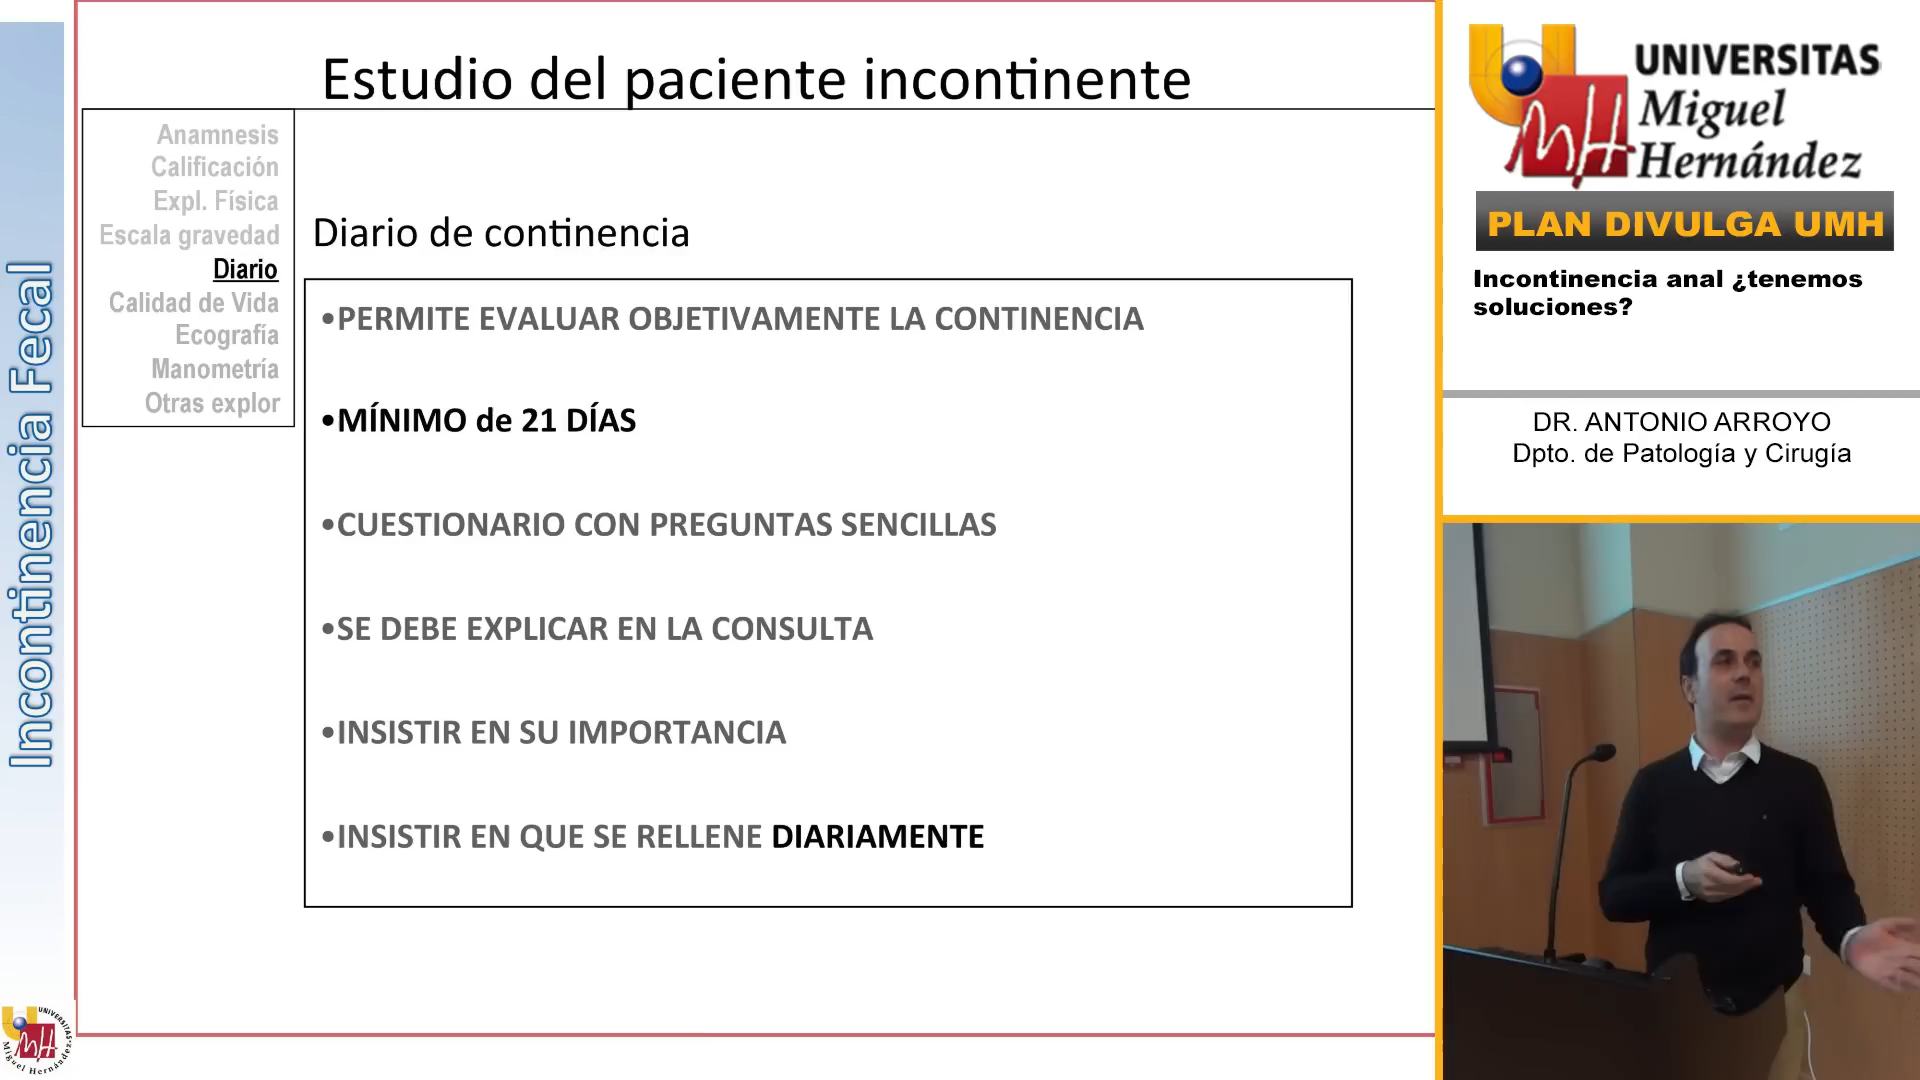 Incontinencia Fecal
Estudio del paciente incontinente
Anamnesis
Calificación
Expl. Física
Escala gravedad
Diario
Calidad de Vida
Ecografía
Manometría
Otras explor
Diario de continencia
•PERMITE EVALUAR OBJETIVAMENTE LA CONTINENCIA
•MÍNIMO de 21 DÍAS
•CUESTIONARIO CON PREGUNTAS SENCILLAS
•SE DEBE EXPLICAR EN LA CONSULTA
•INSISTIR EN SU IMPORTANCIA
•INSISTIR EN QUE SE RELLENE DIARIAMENTE
UNIVERSITAS Miguel Hernández
UNIVERSITAS
Miguel
Hernández
PLAN DIVULGA UMH
Incontinencia anal ¿tenemos
soluciones?
DR. ANTONIO ARROYO
Dpto. de Patología y Cirugía